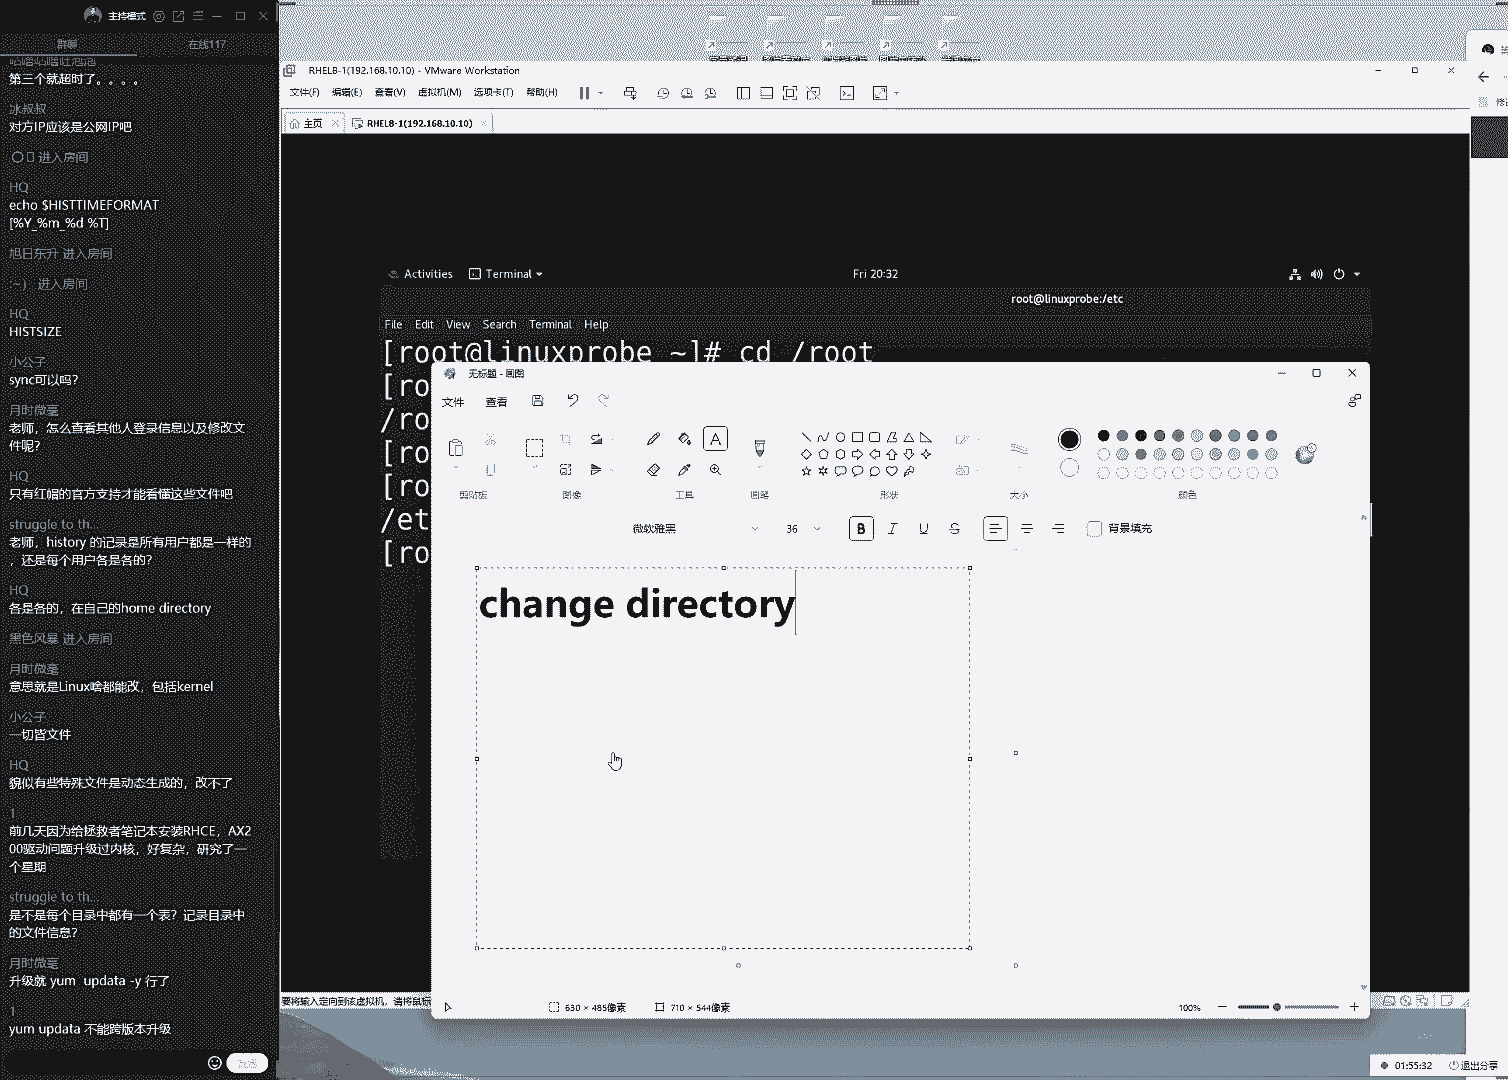 主持模式
群聊
在线117
咕噜咕噜吐泡泡
第三个就超时了。。。。
冰叔叔
对方IP应该是公网IP吧
进入房间
HQ
echo $HISTTIMEFORMAT
[%Y_%m_%d %T]
旭日东升 进入房间
:~） 进入房间
HQ
HISTSIZE
小公子
sync可以吗？
月时微毫
老师，怎么查看其他人登录信息以及修改文
件呢？
HQ
只有红帽的官方支持才能看懂这些文件吧
struggle to th...
老师，history 的记录是所有用户都是一样的
，还是每个用户各是各的？
HQ
各是各的，在自己的home directory
黑色风暴 进入房间
月时微毫
意思就是Linux啥都能改，包括kernel
小公子
一切皆文件
HQ
貌似有些特殊文件是动态生成的，改不了
1
前几天因为给拯救者笔记本安装RHCE，AX2
00驱动问题升级过内核，好复杂，研究了一
个星期
struggle to th...
是不是每个目录中都有一个表？记录目录中
的文件信息？
月时微毫
升级就 yum  updata -y 行了
1
yum updata 不能跨版本升级
RHEL8-1(192.168.10.10) - VMware Workstation
文件(F) 编辑(E) 查看(V) 虚拟机(M) 选项卡(T) 帮助(H)
主页 RHEL8-1(192.168.10.10)
Activities Terminal Fri 20:32
root@linuxprobe:/etc
File Edit View Search Terminal Help
[root@linuxprobe ~]# cd /root
[ro
/ro
[ro
[ro
/et
[ro
无标题 - 画图
文件 查看
剪贴板 图像 工具 画笔 形状 大小 颜色
微软雅黑 36 B I U S 背景填充
change directory
630 × 485像素 710 × 544像素 100%
要将输入定向到该虚拟机，请将鼠标
01:55:32 退出分享